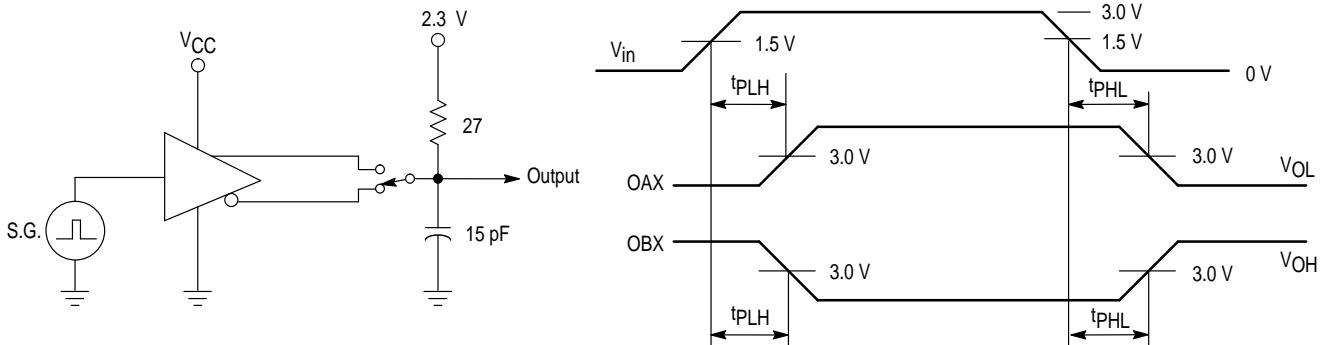 2.3 V
VCC
27
Output
S.G.
15 pF
3.0 V
Vin
1.5 V
1.5 V
0 V
tPLH
tPHL
3.0 V
3.0 V
OAX
VOL
OBX
3.0 V
3.0 V
VOH
tPLH
tPHL